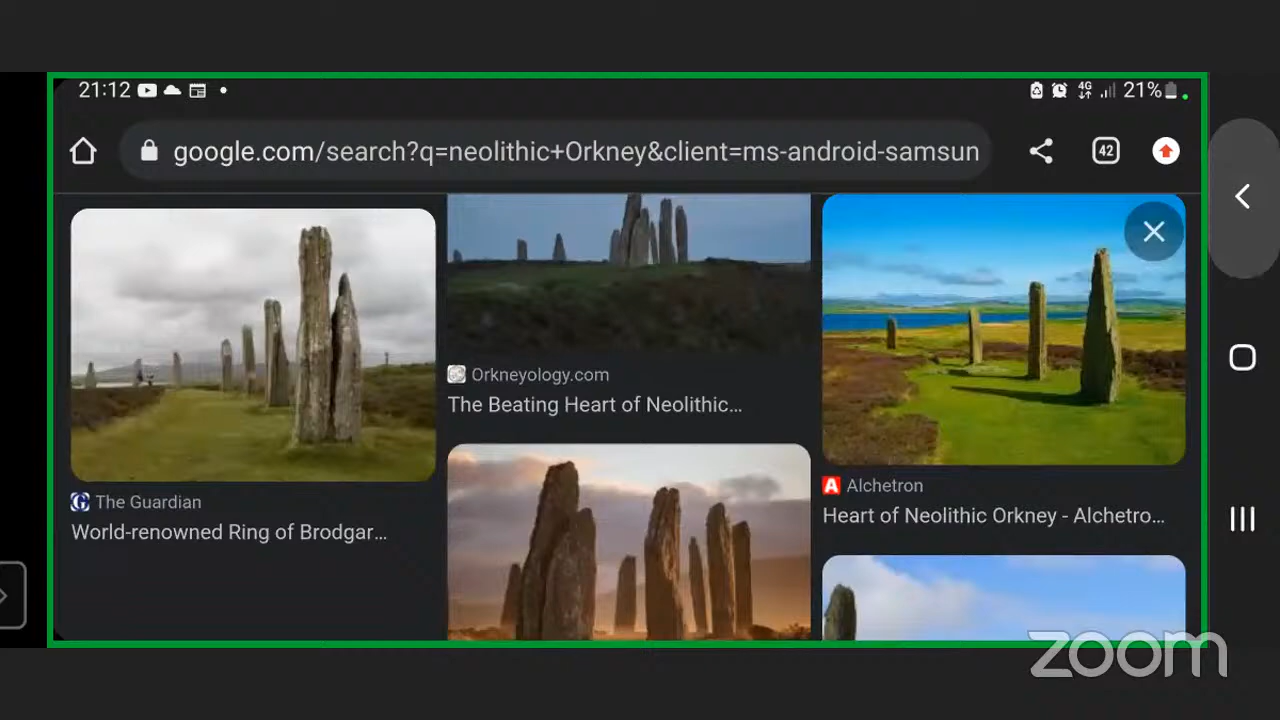 21:12
4G
21%
google.com/search?q=neolithic+Orkney&client=ms-android-samsun
42
The Guardian
World-renowned Ring of Brodgar...
Orkneyology.com
The Beating Heart of Neolithic...
A Alchetron
Heart of Neolithic Orkney - Alchetro...
zoom